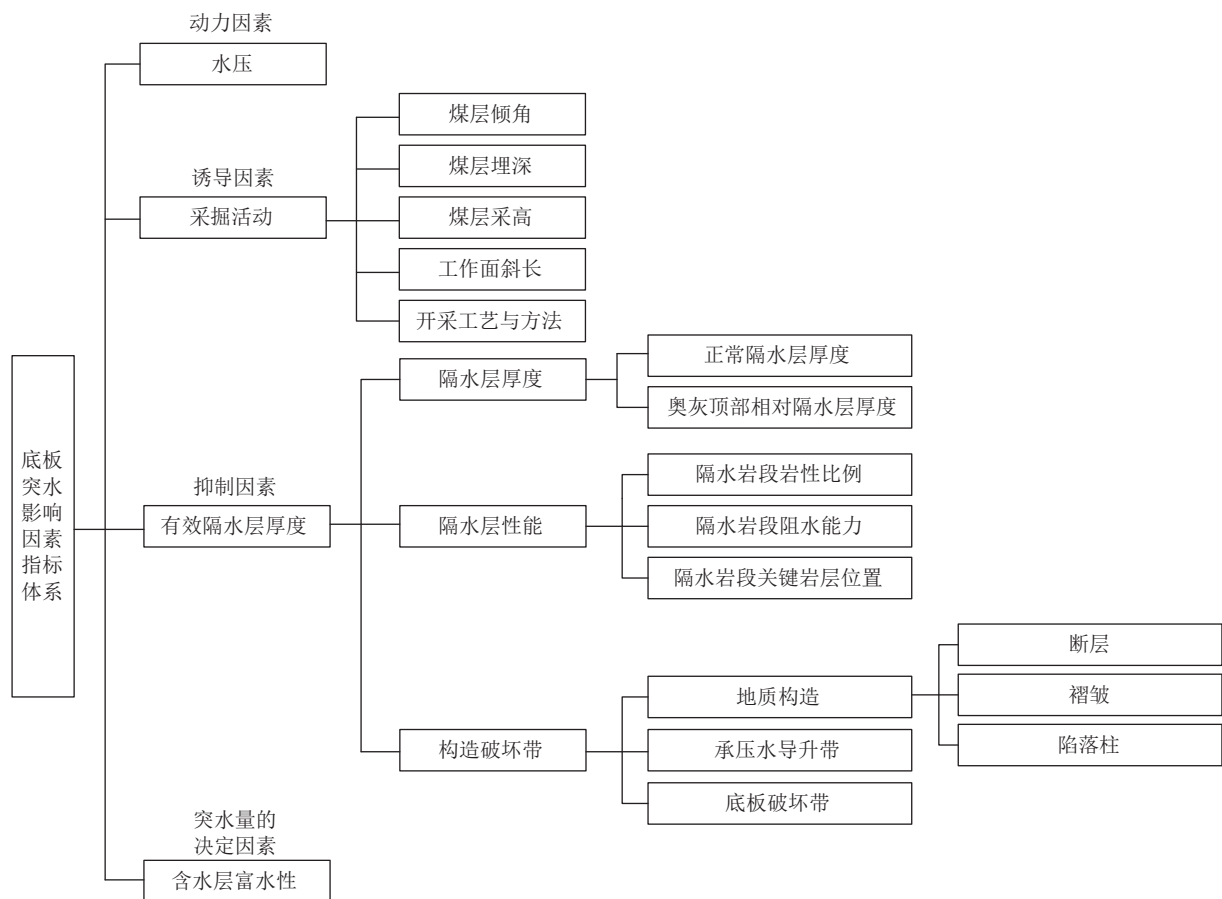 动力因素
水压
诱导因素
采掘活动
煤层倾角
煤层埋深
煤层采高
工作面斜长
开采工艺与方法
底板
突水
影响
因素
指标
体系
抑制因素
有效隔水层厚度
隔水层厚度
正常隔水层厚度
奥灰顶部相对隔水层厚度
隔水层性能
隔水岩段岩性比例
隔水岩段阻水能力
隔水岩段关键岩层位置
构造破坏带
地质构造
断层
褶皱
陷落柱
承压水导升带
底板破坏带
突水量的
决定因素
含水层富水性